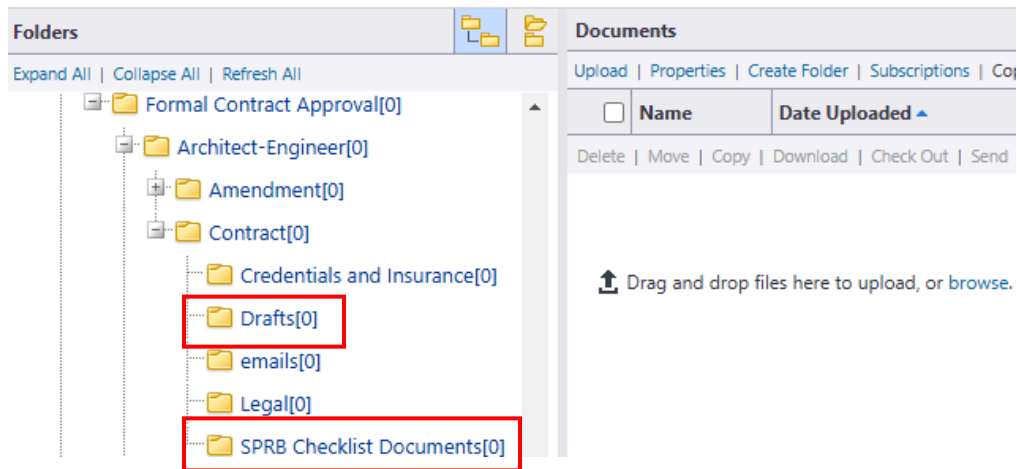 Folders
Expand All | Collapse All | Refresh All
Formal Contract Approval[0]
Architect-Engineer[0]
Amendment[0]
Contract[0]
Credentials and Insurance[0]
Drafts[0]
emails[0]
Legal[0]
SPRB Checklist Documents[0]
Documents
Upload | Properties | Create Folder | Subscriptions | Cop
Name Date Uploaded
Delete | Move | Copy | Download | Check Out | Send
Drag and drop files here to upload, or browse.